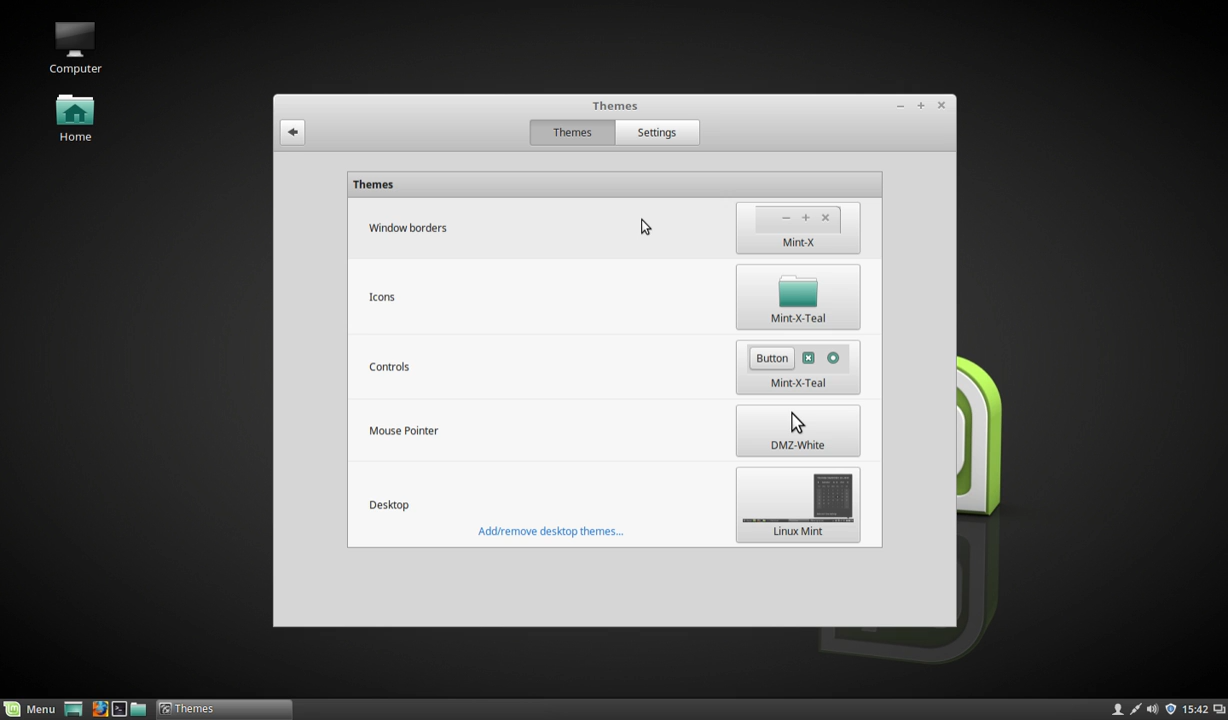 Computer
Home
Themes
Themes Settings
Themes
Window borders
Mint-X
Icons
Mint-X-Teal
Controls
Button
Mint-X-Teal
Mouse Pointer
DMZ-White
Desktop
Add/remove desktop themes...
Linux Mint
Menu
Themes
15:42